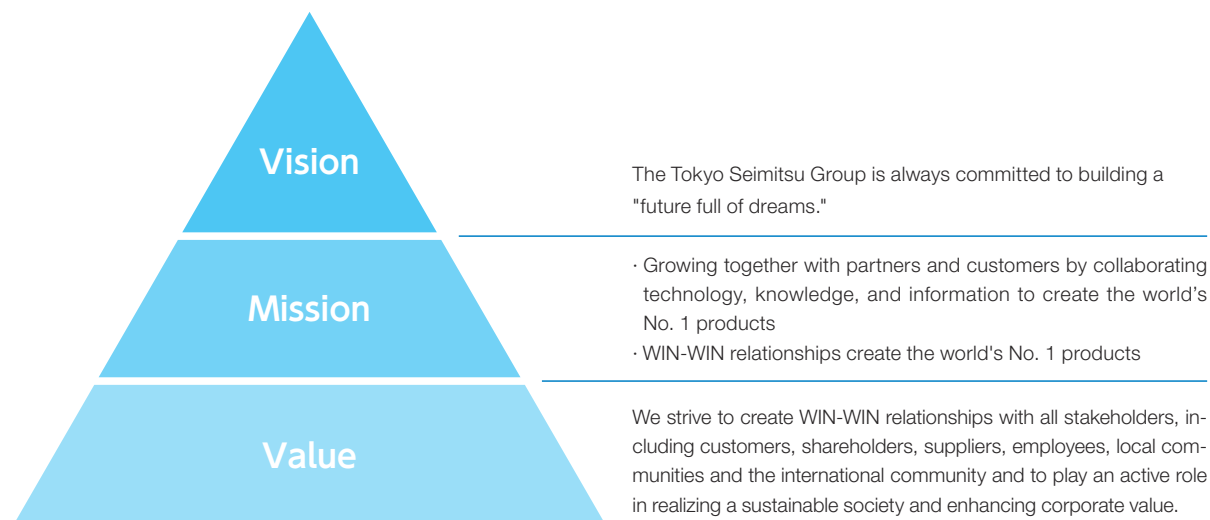 Vision
The Tokyo Seimitsu Group is always committed to building a
"future full of dreams."
Mission
· Growing together with partners and customers by collaborating
technology, knowledge, and information to create the world’s
No. 1 products
· WIN-WIN relationships create the world's No. 1 products
Value
We strive to create WIN-WIN relationships with all stakeholders, in-
cluding customers, shareholders, suppliers, employees, local com-
munities and the international community and to play an active role
in realizing a sustainable society and enhancing corporate value.